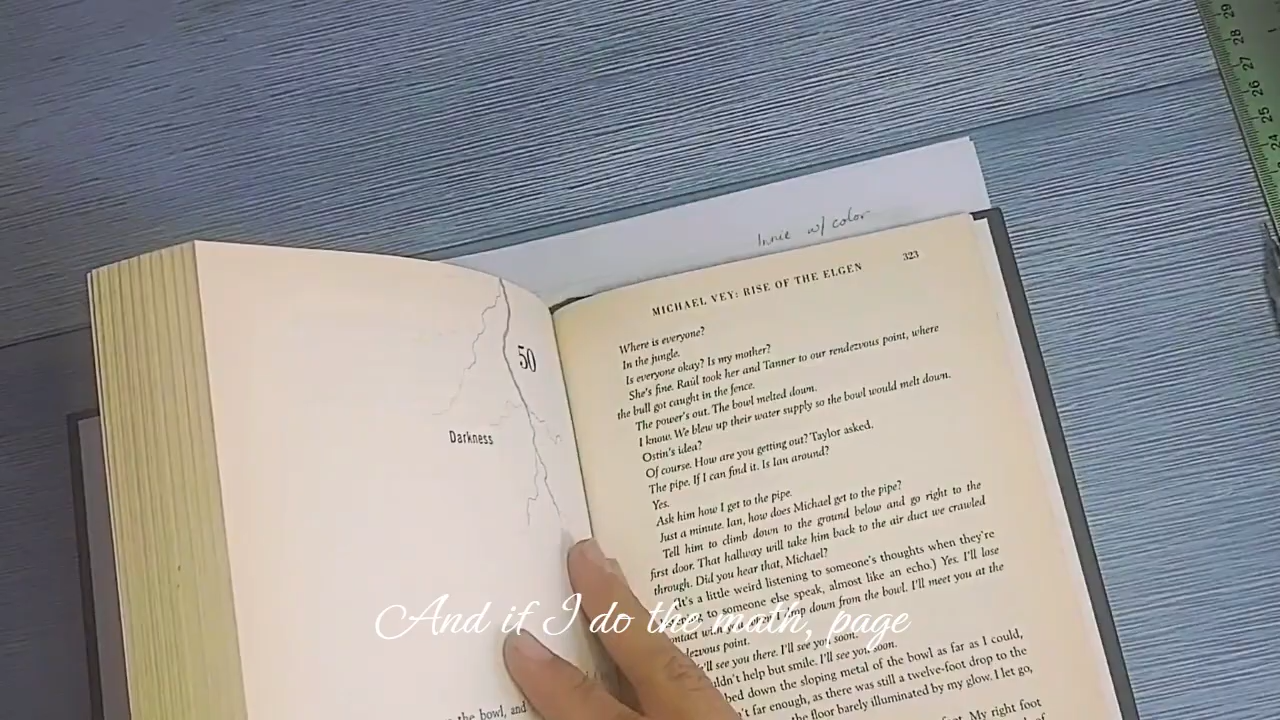 29
28
27
26
25
24
Innie w/ color
50
Darkness
the bowl, and
MICHAEL VEY: RISE OF THE ELGEN 323
Where is everyone?
In the jungle.
Is everyone okay? Is my mother?
She's fine. Raúl took her and Tanner to our rendezvous point, where
the bull got caught in the fence.
The power's out. The bowl melted down.
I know. We blew up their water supply so the bowl would melt down.
Ostin's idea?
Of course. How are you getting out? Taylor asked.
The pipe. If I can find it. Is Ian around?
Yes.
Ask him how I get to the pipe.
Just a minute. Ian, how does Michael get to the pipe?
Tell him to climb down to the ground below and go right to the
first door. That hallway will take him back to the air duct we crawled
through. Did you hear that, Michael?
(It's a little weird listening to someone's thoughts when they're
to someone else speak, almost like an echo.) Yes. I'll lose
I drop down from the bowl. I'll meet you at the
point.
I'll see you there. I'll see you soon.
help but smile. I'll see you soon.
down the sloping metal of the bowl as far as I could,
far enough, as there was still a twelve-foot drop to the
the floor barely illuminated by my glow. I let go,
My right foot
And if I do the math, page